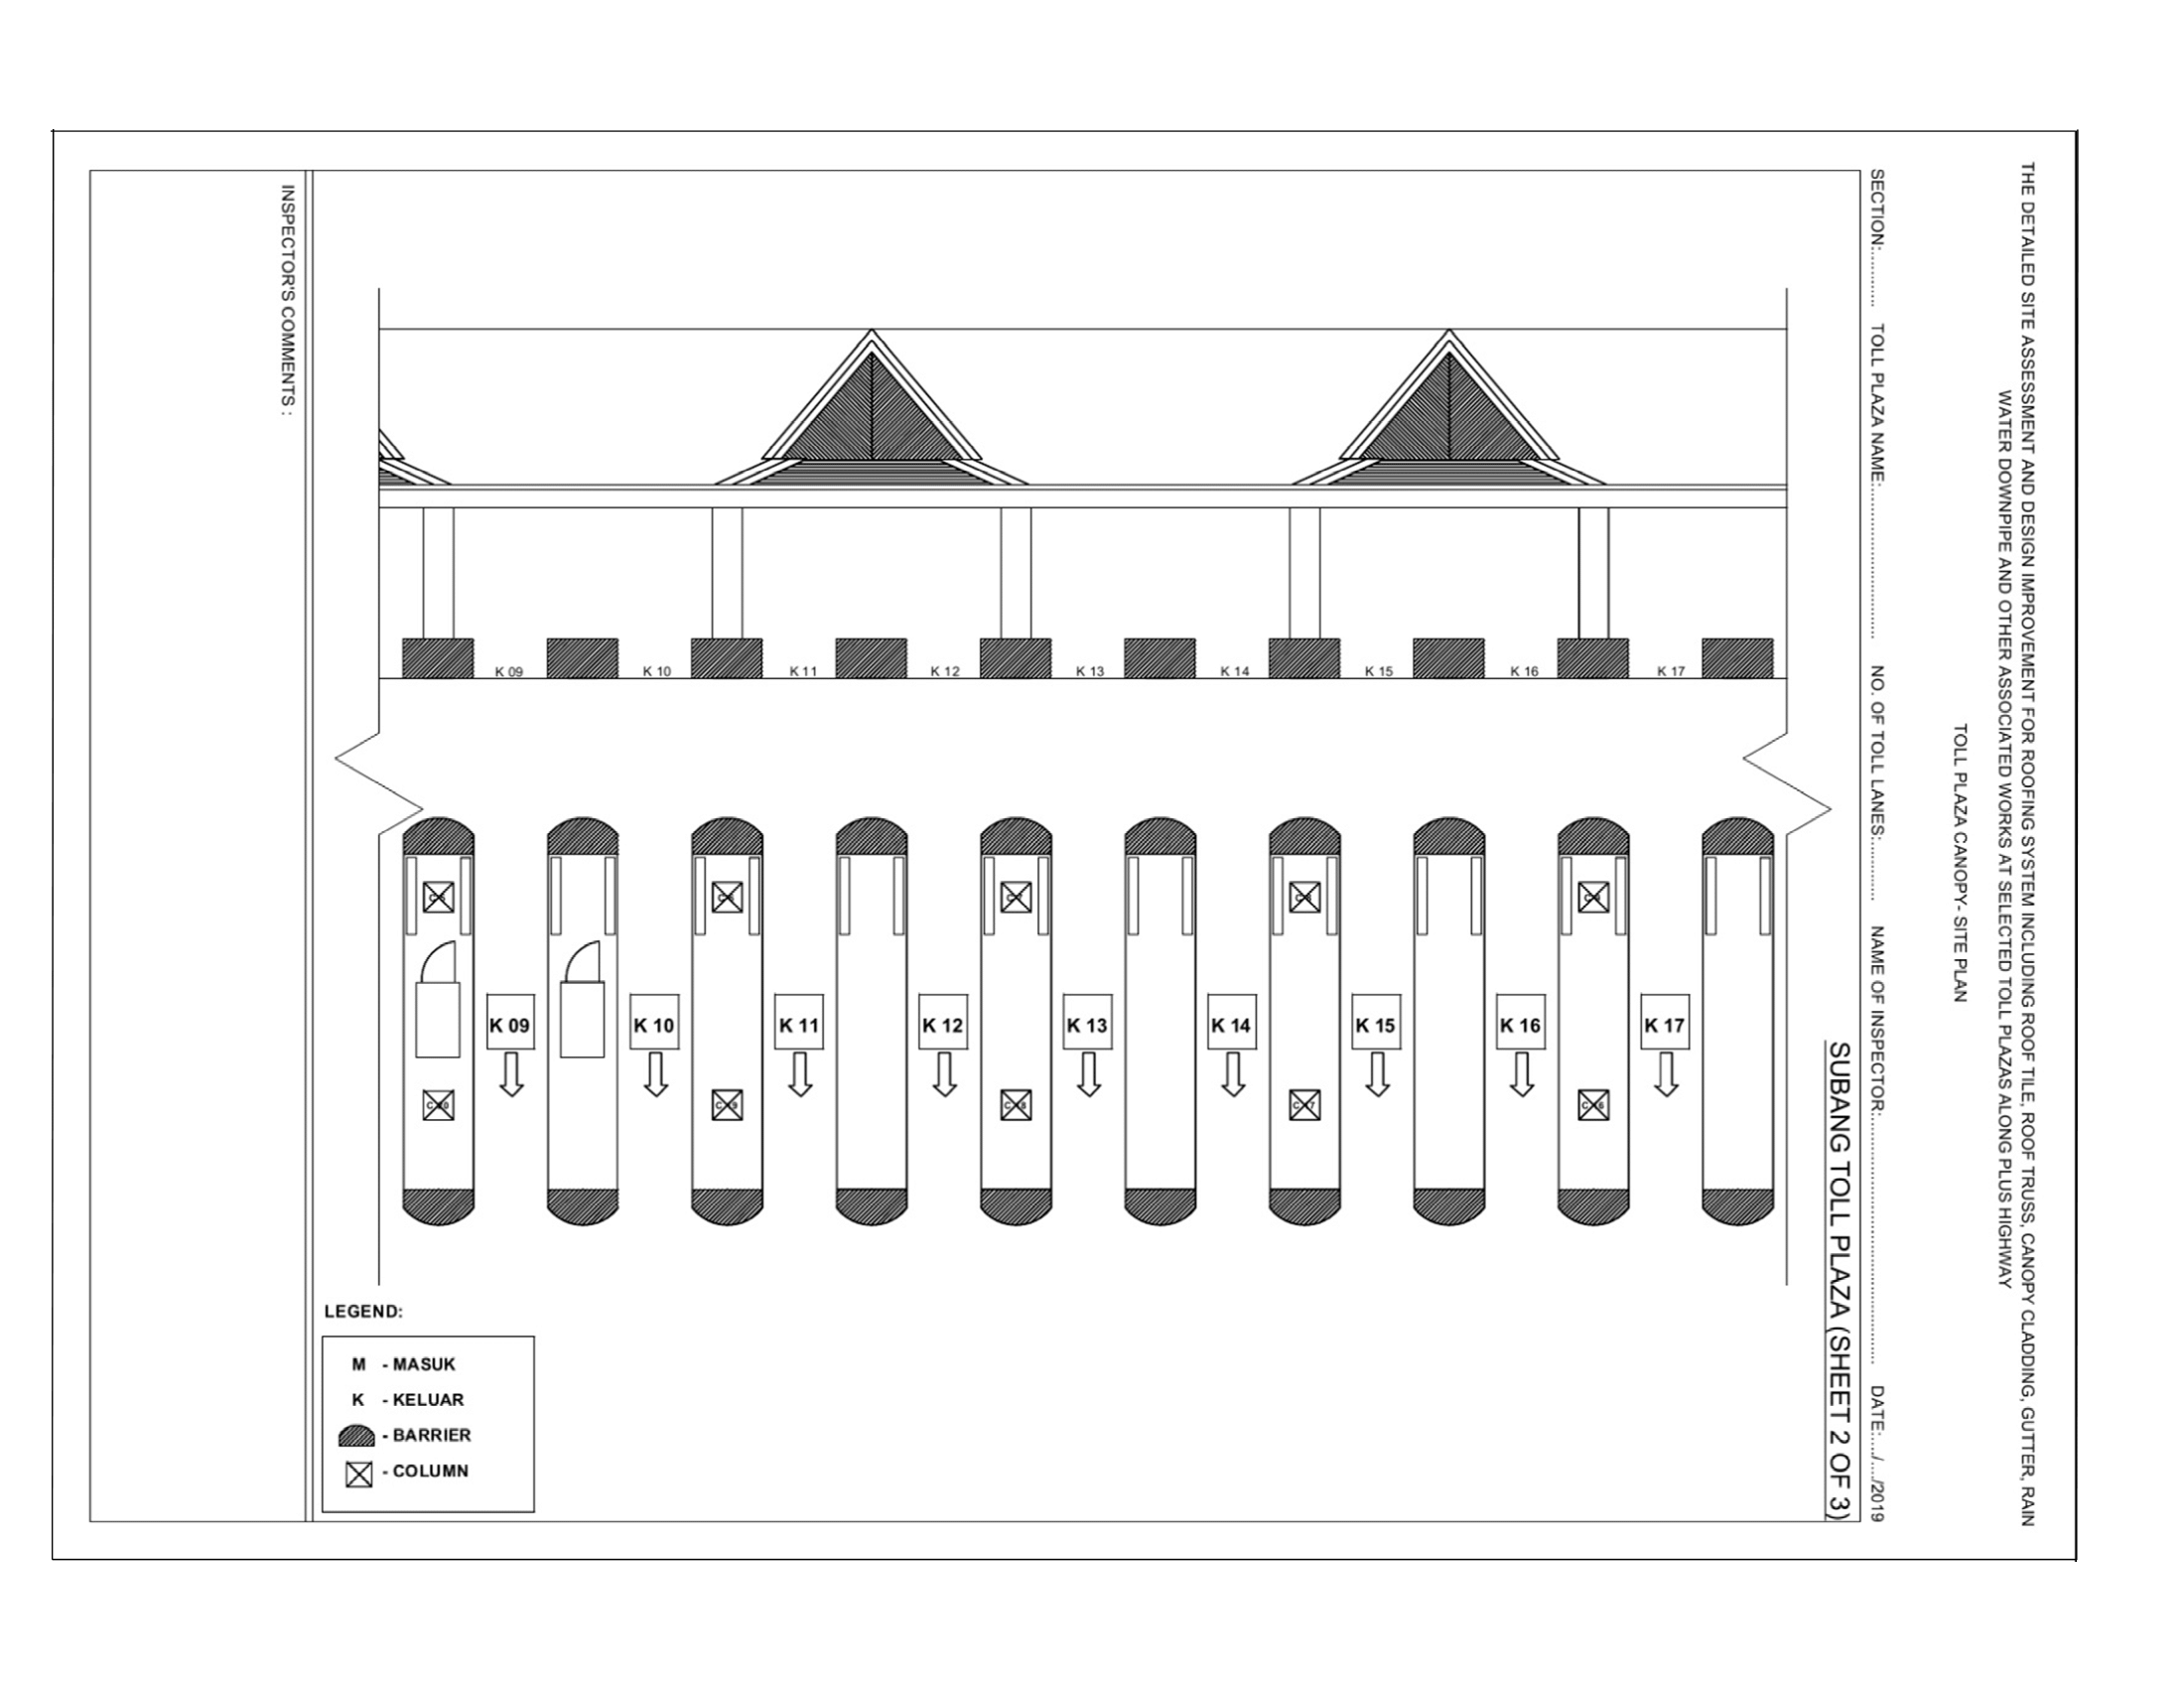 THE DETAILED SITE ASSESSMENT AND DESIGN IMPROVEMENT FOR ROOFING SYSTEM INCLUDING ROOF TILE, ROOF TRUSS, CANOPY CLADDING, GUTTER, RAIN
WATER DOWNPIPE AND OTHER ASSOCIATED WORKS AT SELECTED TOLL PLAZAS ALONG PLUS HIGHWAY
TOLL PLAZA CANOPY- SITE PLAN
SECTION:......... TOLL PLAZA NAME:.............................. NO. OF TOLL LANES:.......... NAME OF INSPECTOR:................................................ DATE:.../..../2019
SUBANG TOLL PLAZA (SHEET 2 OF 3)
K 09 K 10 K 11 K 12 K 13 K 14 K 15 K 16 K 17
K 09 K 10 K 11 K 12 K 13 K 14 K 15 K 16 K 17
LEGEND:
M - MASUK
K - KELUAR
- BARRIER
- COLUMN
INSPECTOR'S COMMENTS :